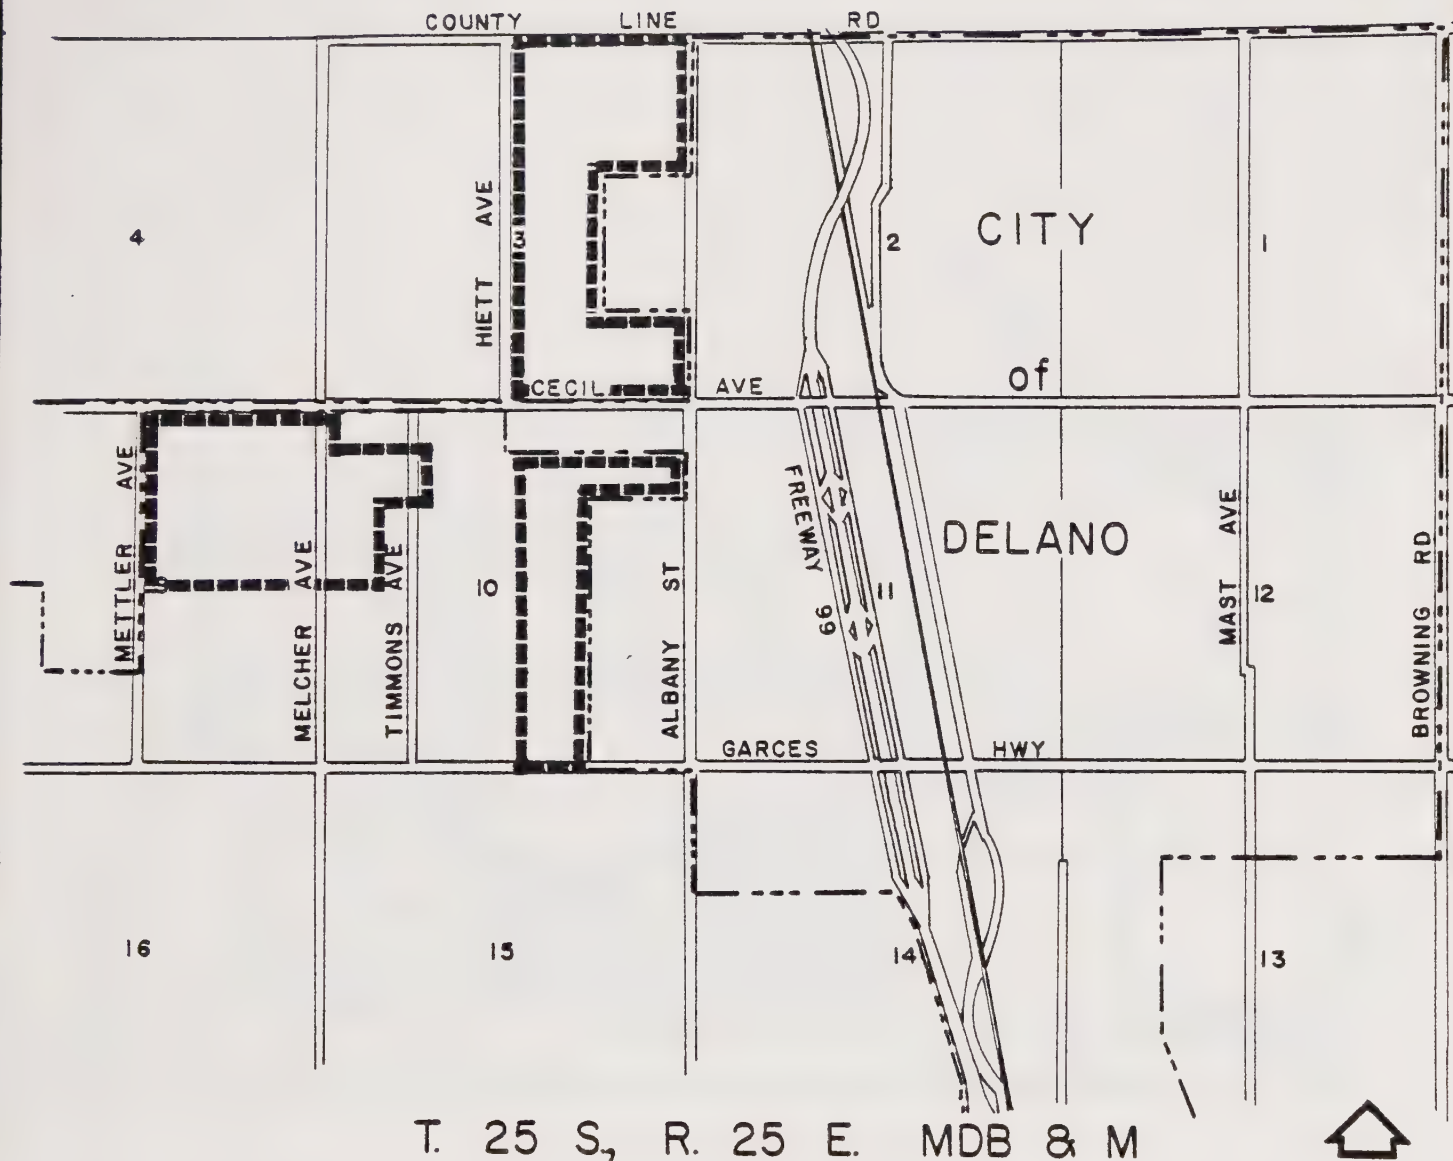 COUNTY LINE RD
HIETT AVE
4
3
2
CITY
1
CECIL AVE
of
METTLER AVE
9
MELCHER AVE
TIMMONS AVE
10
ALBANY ST
FREEWAY 99
11
DELANO
MAST AVE
12
BROWNING RD
GARCES HWY
16
15
14
13
T. 25 S., R. 25 E. MDB & M